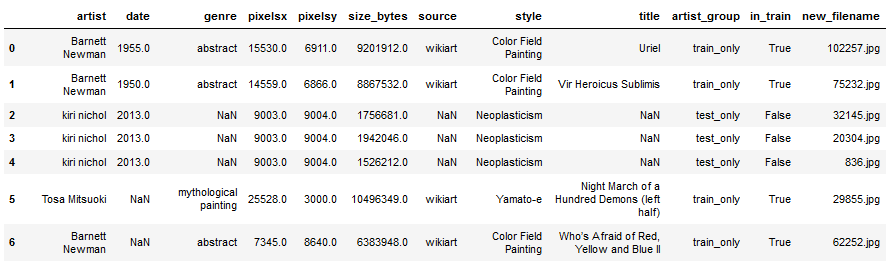 artist date genre pixelsx pixelsy size_bytes source style title artist_group in_train new_filename
0 Barnett Newman 1955.0 abstract 15530.0 6911.0 9201912.0 wikiart Color Field Painting Uriel train_only True 102257.jpg
1 Barnett Newman 1950.0 abstract 14559.0 6866.0 8867532.0 wikiart Color Field Painting Vir Heroicus Sublimis train_only True 75232.jpg
2 kiri nichol 2013.0 NaN 9003.0 9004.0 1756681.0 NaN Neoplasticism NaN test_only False 32145.jpg
3 kiri nichol 2013.0 NaN 9003.0 9004.0 1942046.0 NaN Neoplasticism NaN test_only False 20304.jpg
4 kiri nichol 2013.0 NaN 9003.0 9004.0 1526212.0 NaN Neoplasticism NaN test_only False 836.jpg
5 Tosa Mitsuoki NaN mythological painting 25528.0 3000.0 10496349.0 wikiart Yamato-e Night March of a Hundred Demons (left half) train_only True 29855.jpg
6 Barnett Newman NaN abstract 7345.0 8640.0 6383948.0 wikiart Color Field Painting Who's Afraid of Red, Yellow and Blue II train_only True 62252.jpg